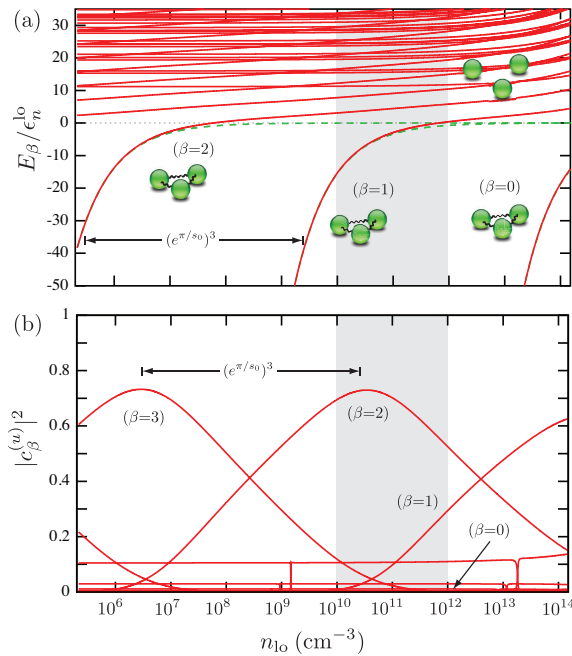 (a)
E_β/ϵ_n^lo
30
20
10
0
-10
-20
-30
-40
-50
(β=2)
(β=1)
(β=0)
(e^{π/s_0})^3
(b)
|c_β^{(u)}|^2
1
0.8
0.6
0.4
0.2
0
(e^{π/s_0})^3
(β=3)
(β=2)
(β=1)
(β=0)
10^6 10^7 10^8 10^9 10^10 10^11 10^12 10^13 10^14
n_lo (cm^−3)